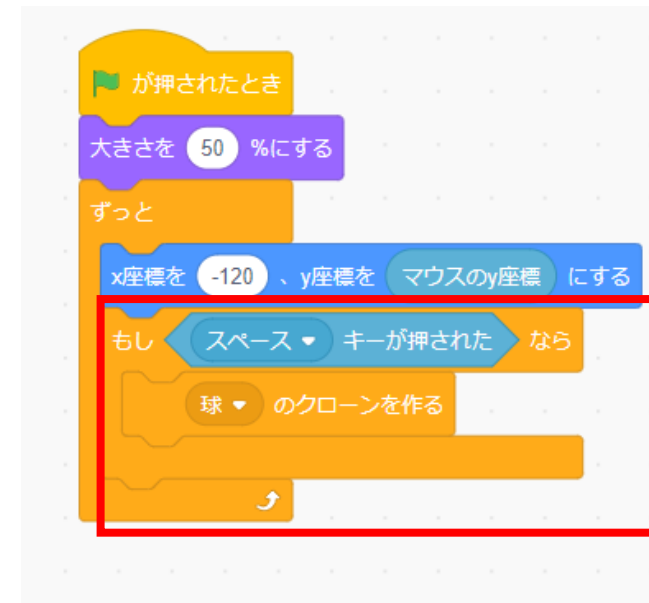 が押されたとき
大きさを 50 %にする
ずっと
x座標を -120 、y座標を マウスのy座標 にする
もし スペース キーが押された なら
球 のクローンを作る